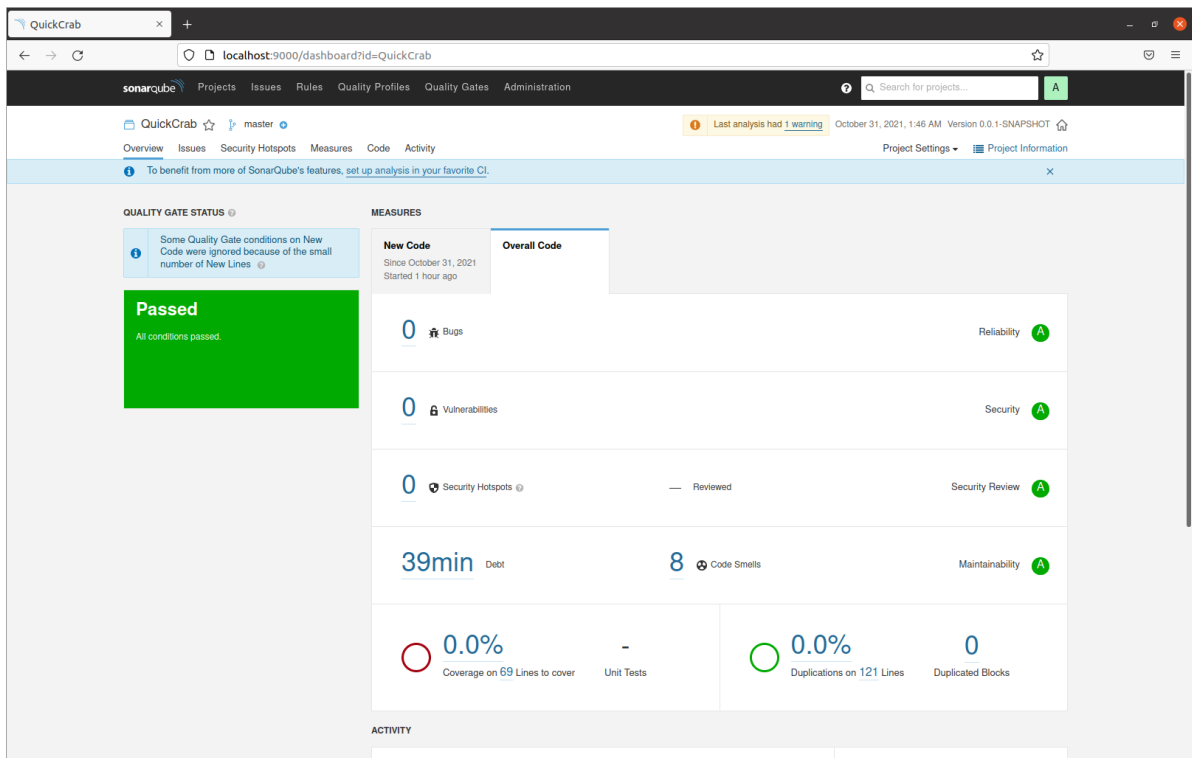 QuickCrab
localhost:9000/dashboard?id=QuickCrab
sonarqube Projects Issues Rules Quality Profiles Quality Gates Administration Search for projects... A
QuickCrab master Last analysis had 1 warning October 31, 2021, 1:46 AM Version 0.0.1-SNAPSHOT
Overview Issues Security Hotspots Measures Code Activity Project Settings Project Information
To benefit from more of SonarQube's features, set up analysis in your favorite CI.
QUALITY GATE STATUS
Some Quality Gate conditions on New
Code were ignored because of the small
number of New Lines
Passed
All conditions passed.
MEASURES
New Code
Since October 31, 2021
Started 1 hour ago
Overall Code
0 Bugs Reliability A
0 Vulnerabilities Security A
0 Security Hotspots — Reviewed Security Review A
39min Debt 8 Code Smells Maintainability A
0.0%
Coverage on 69 Lines to cover
-
Unit Tests
0.0%
Duplications on 121 Lines
0
Duplicated Blocks
ACTIVITY